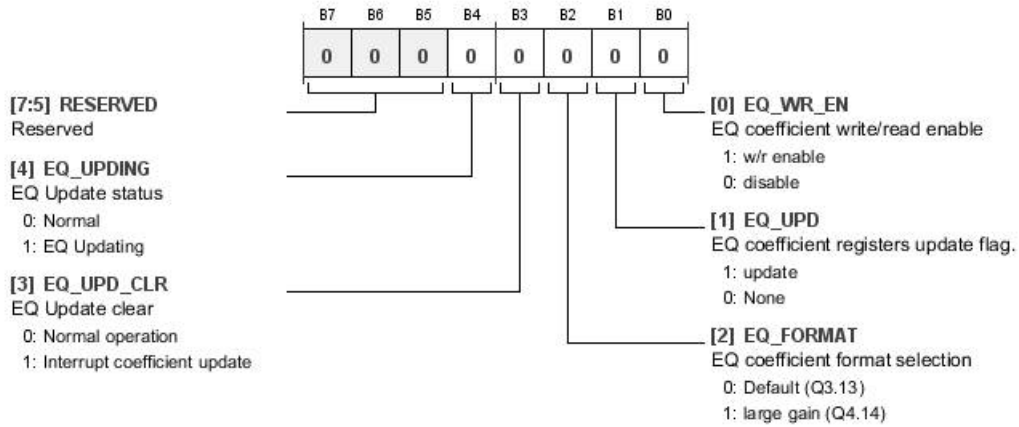 B7 B6 B5 B4 B3 B2 B1 B0
0 0 0 0 0 0 0 0
[7:5] RESERVED
Reserved
[4] EQ_UPDING
EQ Update status
0: Normal
1: EQ Updating
[3] EQ_UPD_CLR
EQ Update clear
0: Normal operation
1: Interrupt coefficient update
[0] EQ_WR_EN
EQ coefficient write/read enable
1: w/r enable
0: disable
[1] EQ_UPD
EQ coefficient registers update flag.
1: update
0: None
[2] EQ_FORMAT
EQ coefficient format selection
0: Default (Q3.13)
1: large gain (Q4.14)